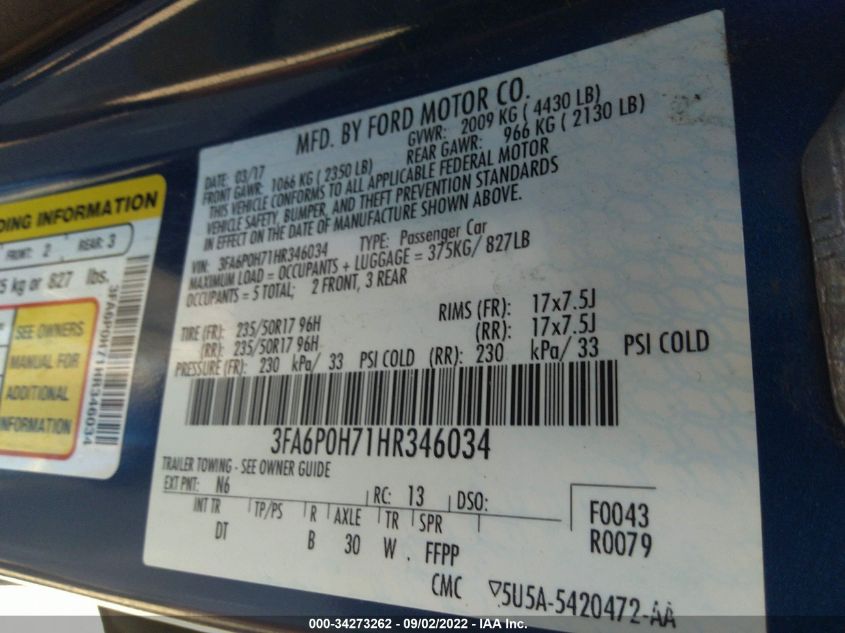 MFD. BY FORD MOTOR CO.
DATE: 03/17
GVWR: 2009 KG ( 4430 LB)
FRONT GAWR: 1066 KG ( 2350 LB)
REAR GAWR: 966 KG ( 2130 LB)
THIS VEHICLE CONFORMS TO ALL APPLICABLE FEDERAL MOTOR
VEHICLE SAFETY, BUMPER, AND THEFT PREVENTION STANDARDS
IN EFFECT ON THE DATE OF MANUFACTURE SHOWN ABOVE.
VIN: 3FA6P0H71HR346034
TYPE: Passenger Car
MAXIMUM LOAD = OCCUPANTS + LUGGAGE = 375KG/ 827LB
OCCUPANTS = 5 TOTAL; 2 FRONT, 3 REAR
TIRE (FR): 235/50R17 96H RIMS (FR): 17x7.5J
(RR): 235/50R17 96H (RR): 17x7.5J
PRESSURE (FR): 230 kPa/ 33 PSI COLD (RR): 230 kPa/ 33 PSI COLD
3FA6P0H71HR346034
TRAILER TOWING - SEE OWNER GUIDE
EXT PNT: N6 RC: 13 DSO:
INT TR TP/PS R AXLE TR SPR
DT B 30 W . FFPP
F0043
R0079
CMC 5U5A-5420472-AA
DING INFORMATION
FRONT: 2 REAR: 3
5 kg or 827 lbs.
SEE OWNERS
MANUAL FOR
ADDITIONAL
INFORMATION
3FA6P0H71HR346034
000-34273262 - 09/02/2022 - IAA Inc.